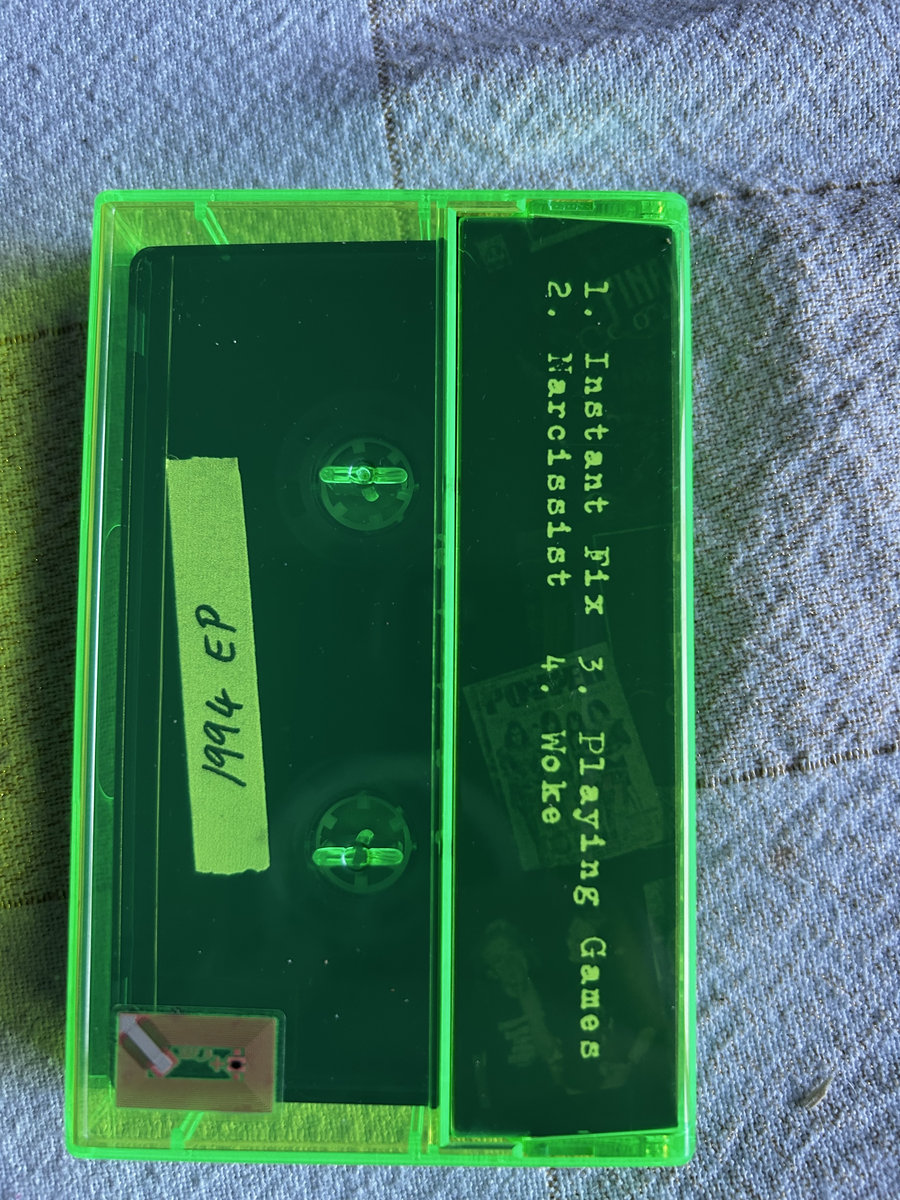 1. Instant Fix 3. Playing Games
2. Narcissist 4. Woke
1994 EP